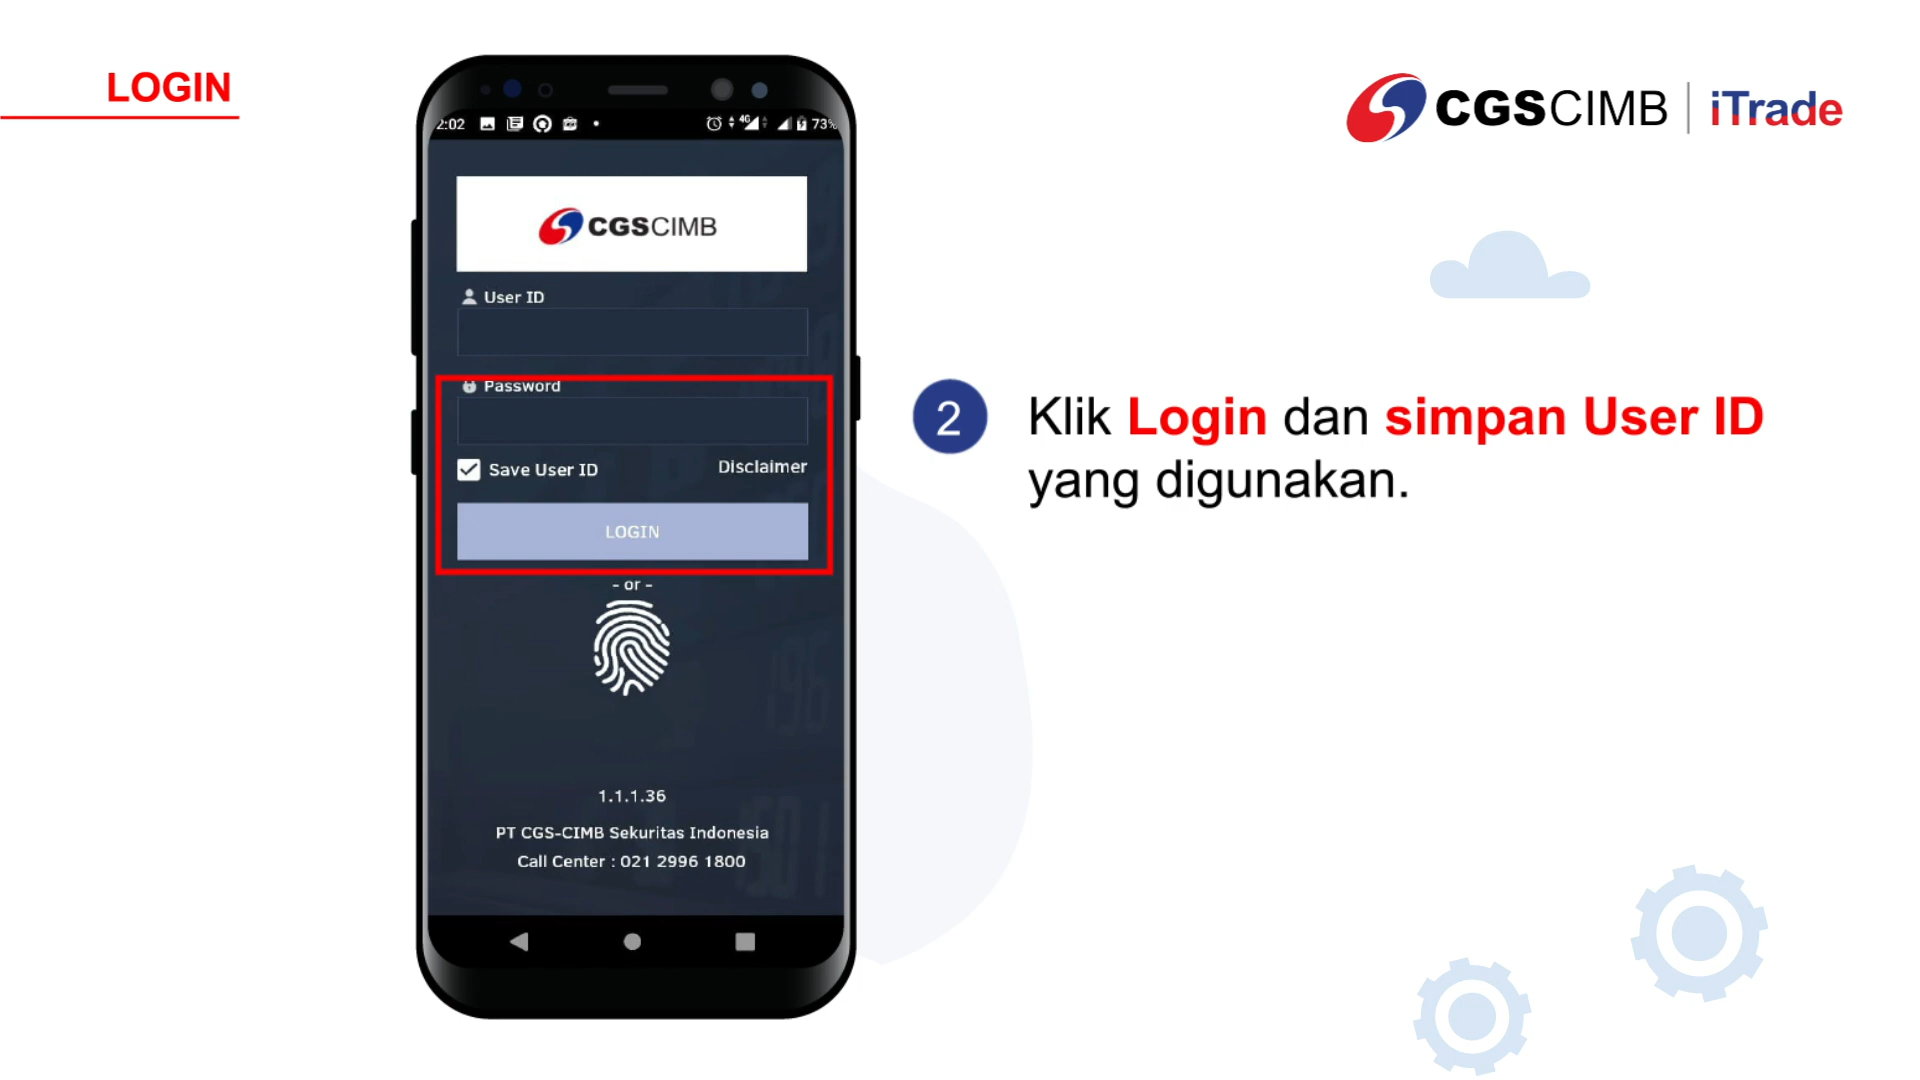 LOGIN
CGSCIMB | iTrade
2:02
4G
73%
CGSCIMB
User ID
Password
Save User ID
Disclaimer
LOGIN
- or -
1.1.1.36
PT CGS-CIMB Sekuritas Indonesia
Call Center : 021 2996 1800
2
Klik Login dan simpan User ID
yang digunakan.